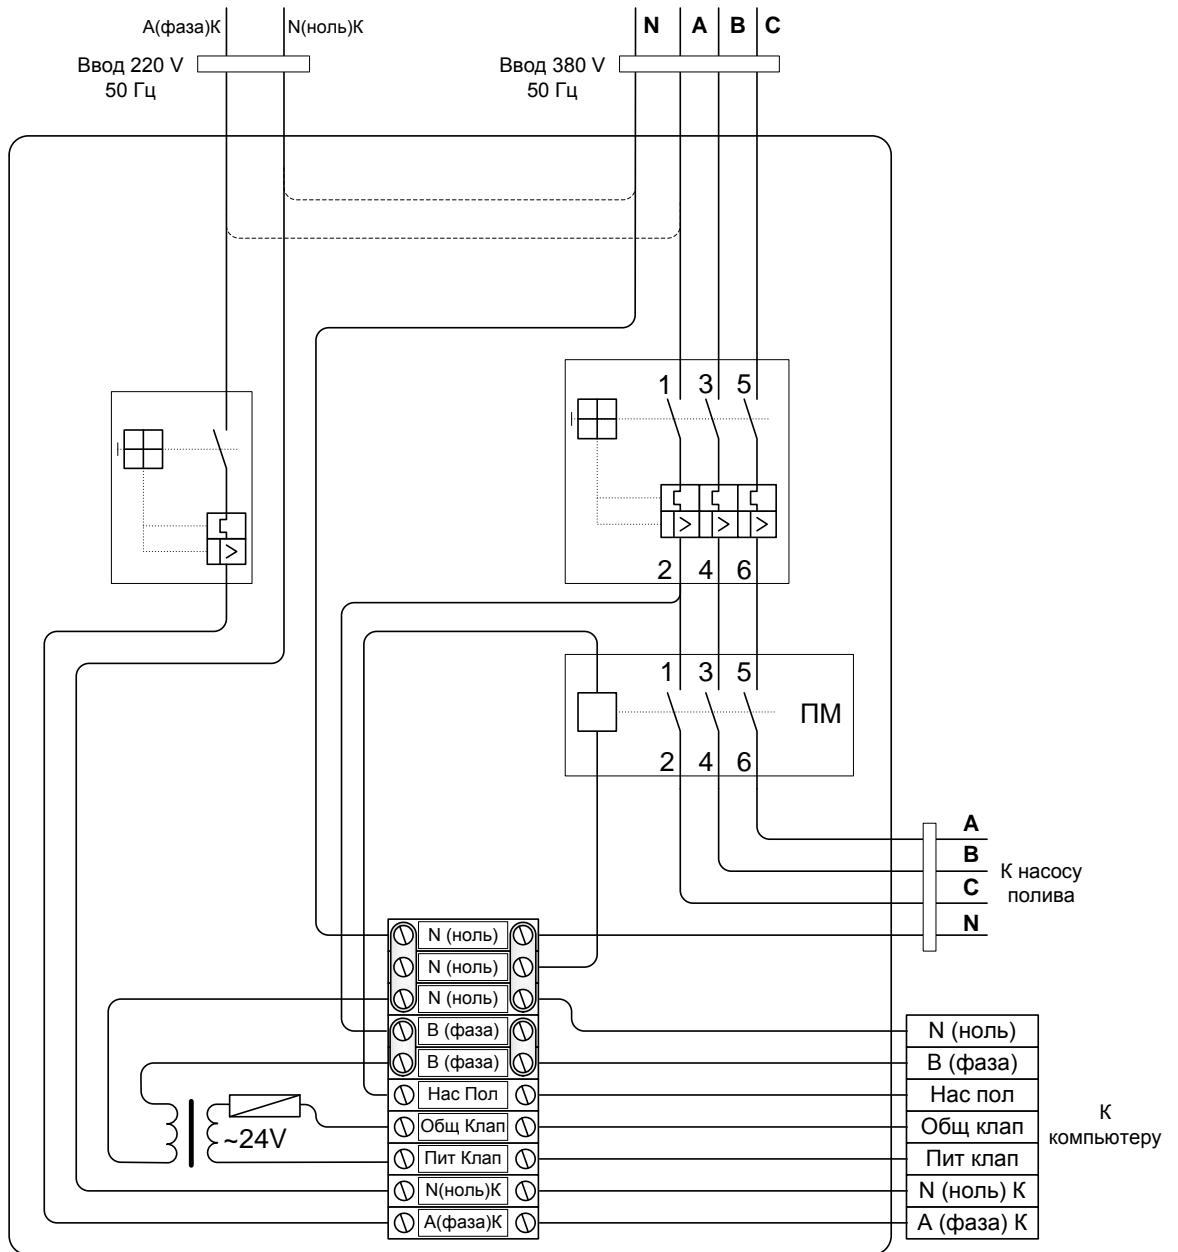 А(фаза)К
N(ноль)К
N
A
B
C
Ввод 220 V
50 Гц
Ввод 380 V
50 Гц
1
3
5
2
4
6
1
3
5
ПМ
2
4
6
A
B
C
N
К насосу
полива
N (ноль)
N (ноль)
N (ноль)
В (фаза)
В (фаза)
Нас Пол
Общ Клап
Пит Клап
N(ноль)К
А(фаза)К
~24V
N (ноль)
В (фаза)
Нас пол
Общ клап
Пит клап
N (ноль) К
А (фаза) К
К
компьютеру